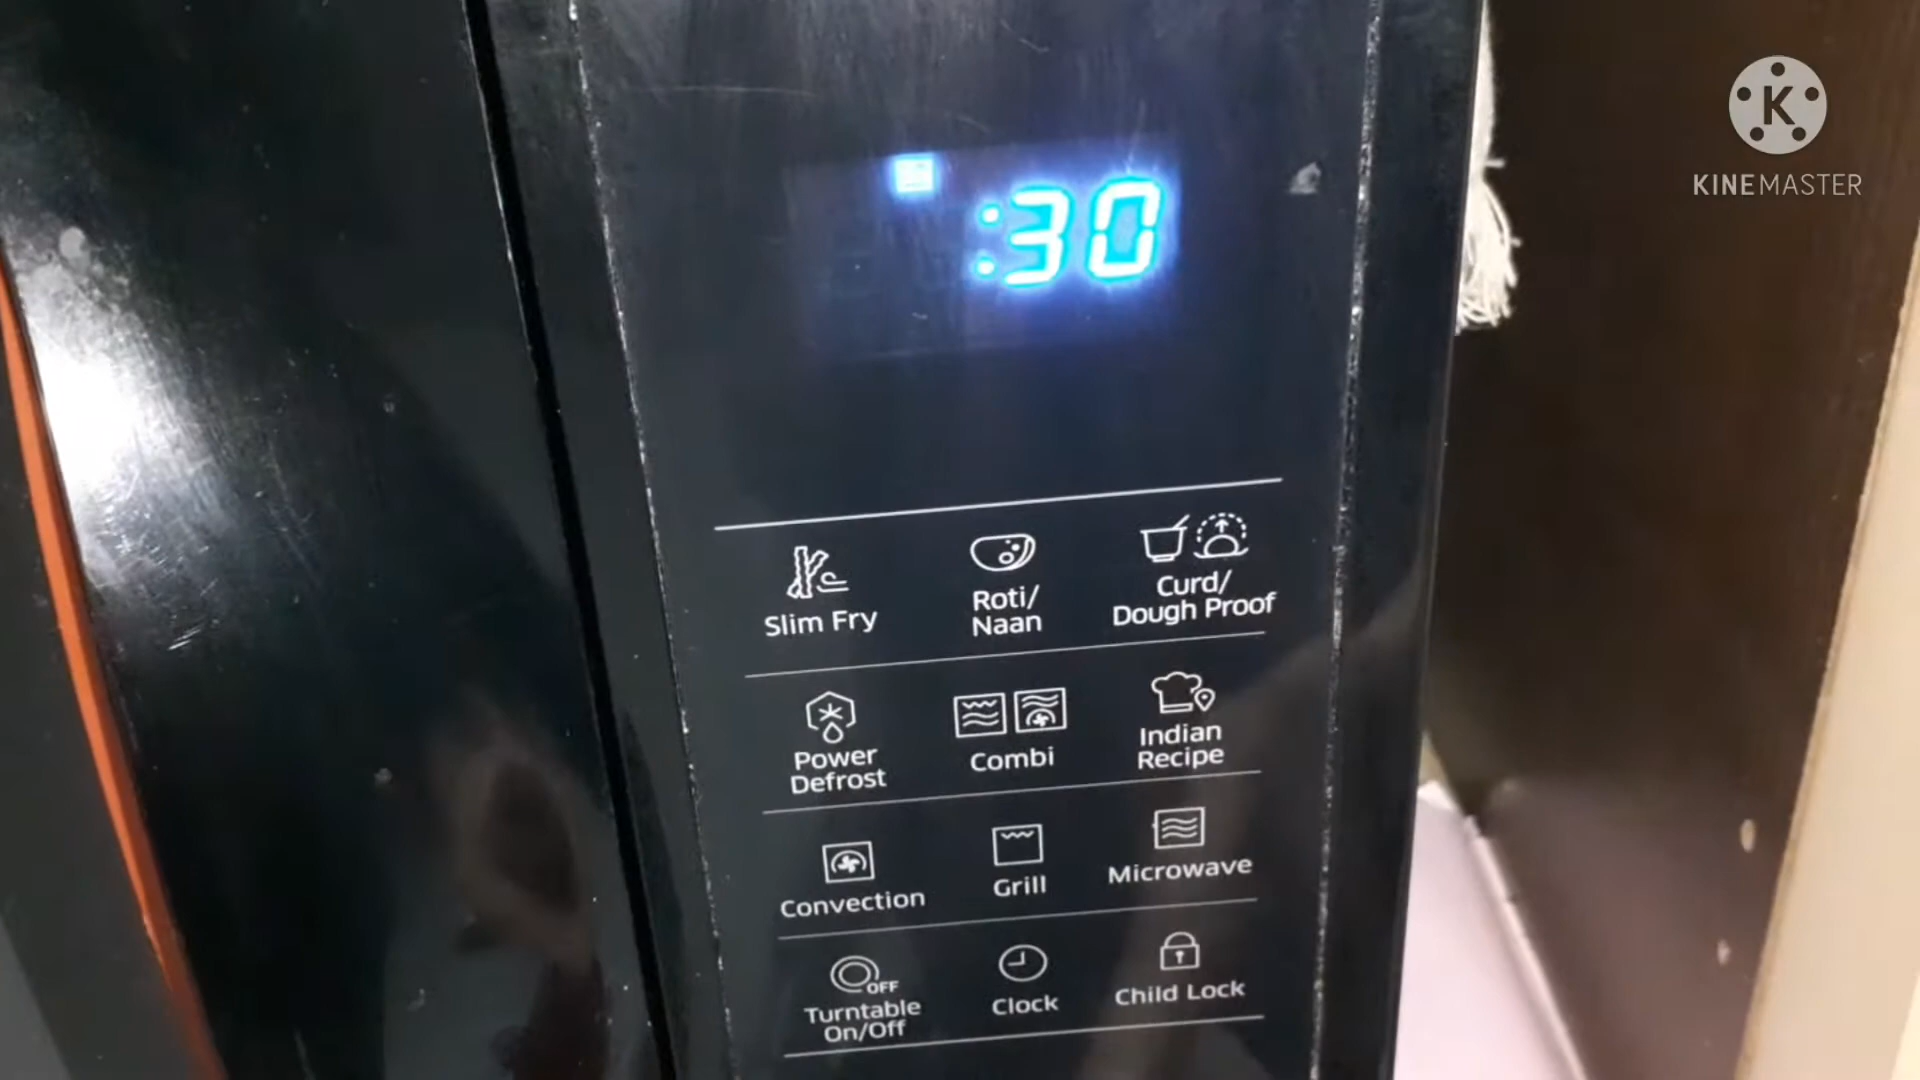 K
KINEMASTER
:30
Slim Fry
Roti/
Naan
Curd/
Dough Proof
Power
Defrost
Combi
Indian
Recipe
Convection
Grill
Microwave
OFF
Turntable
On/Off
Clock
Child Lock